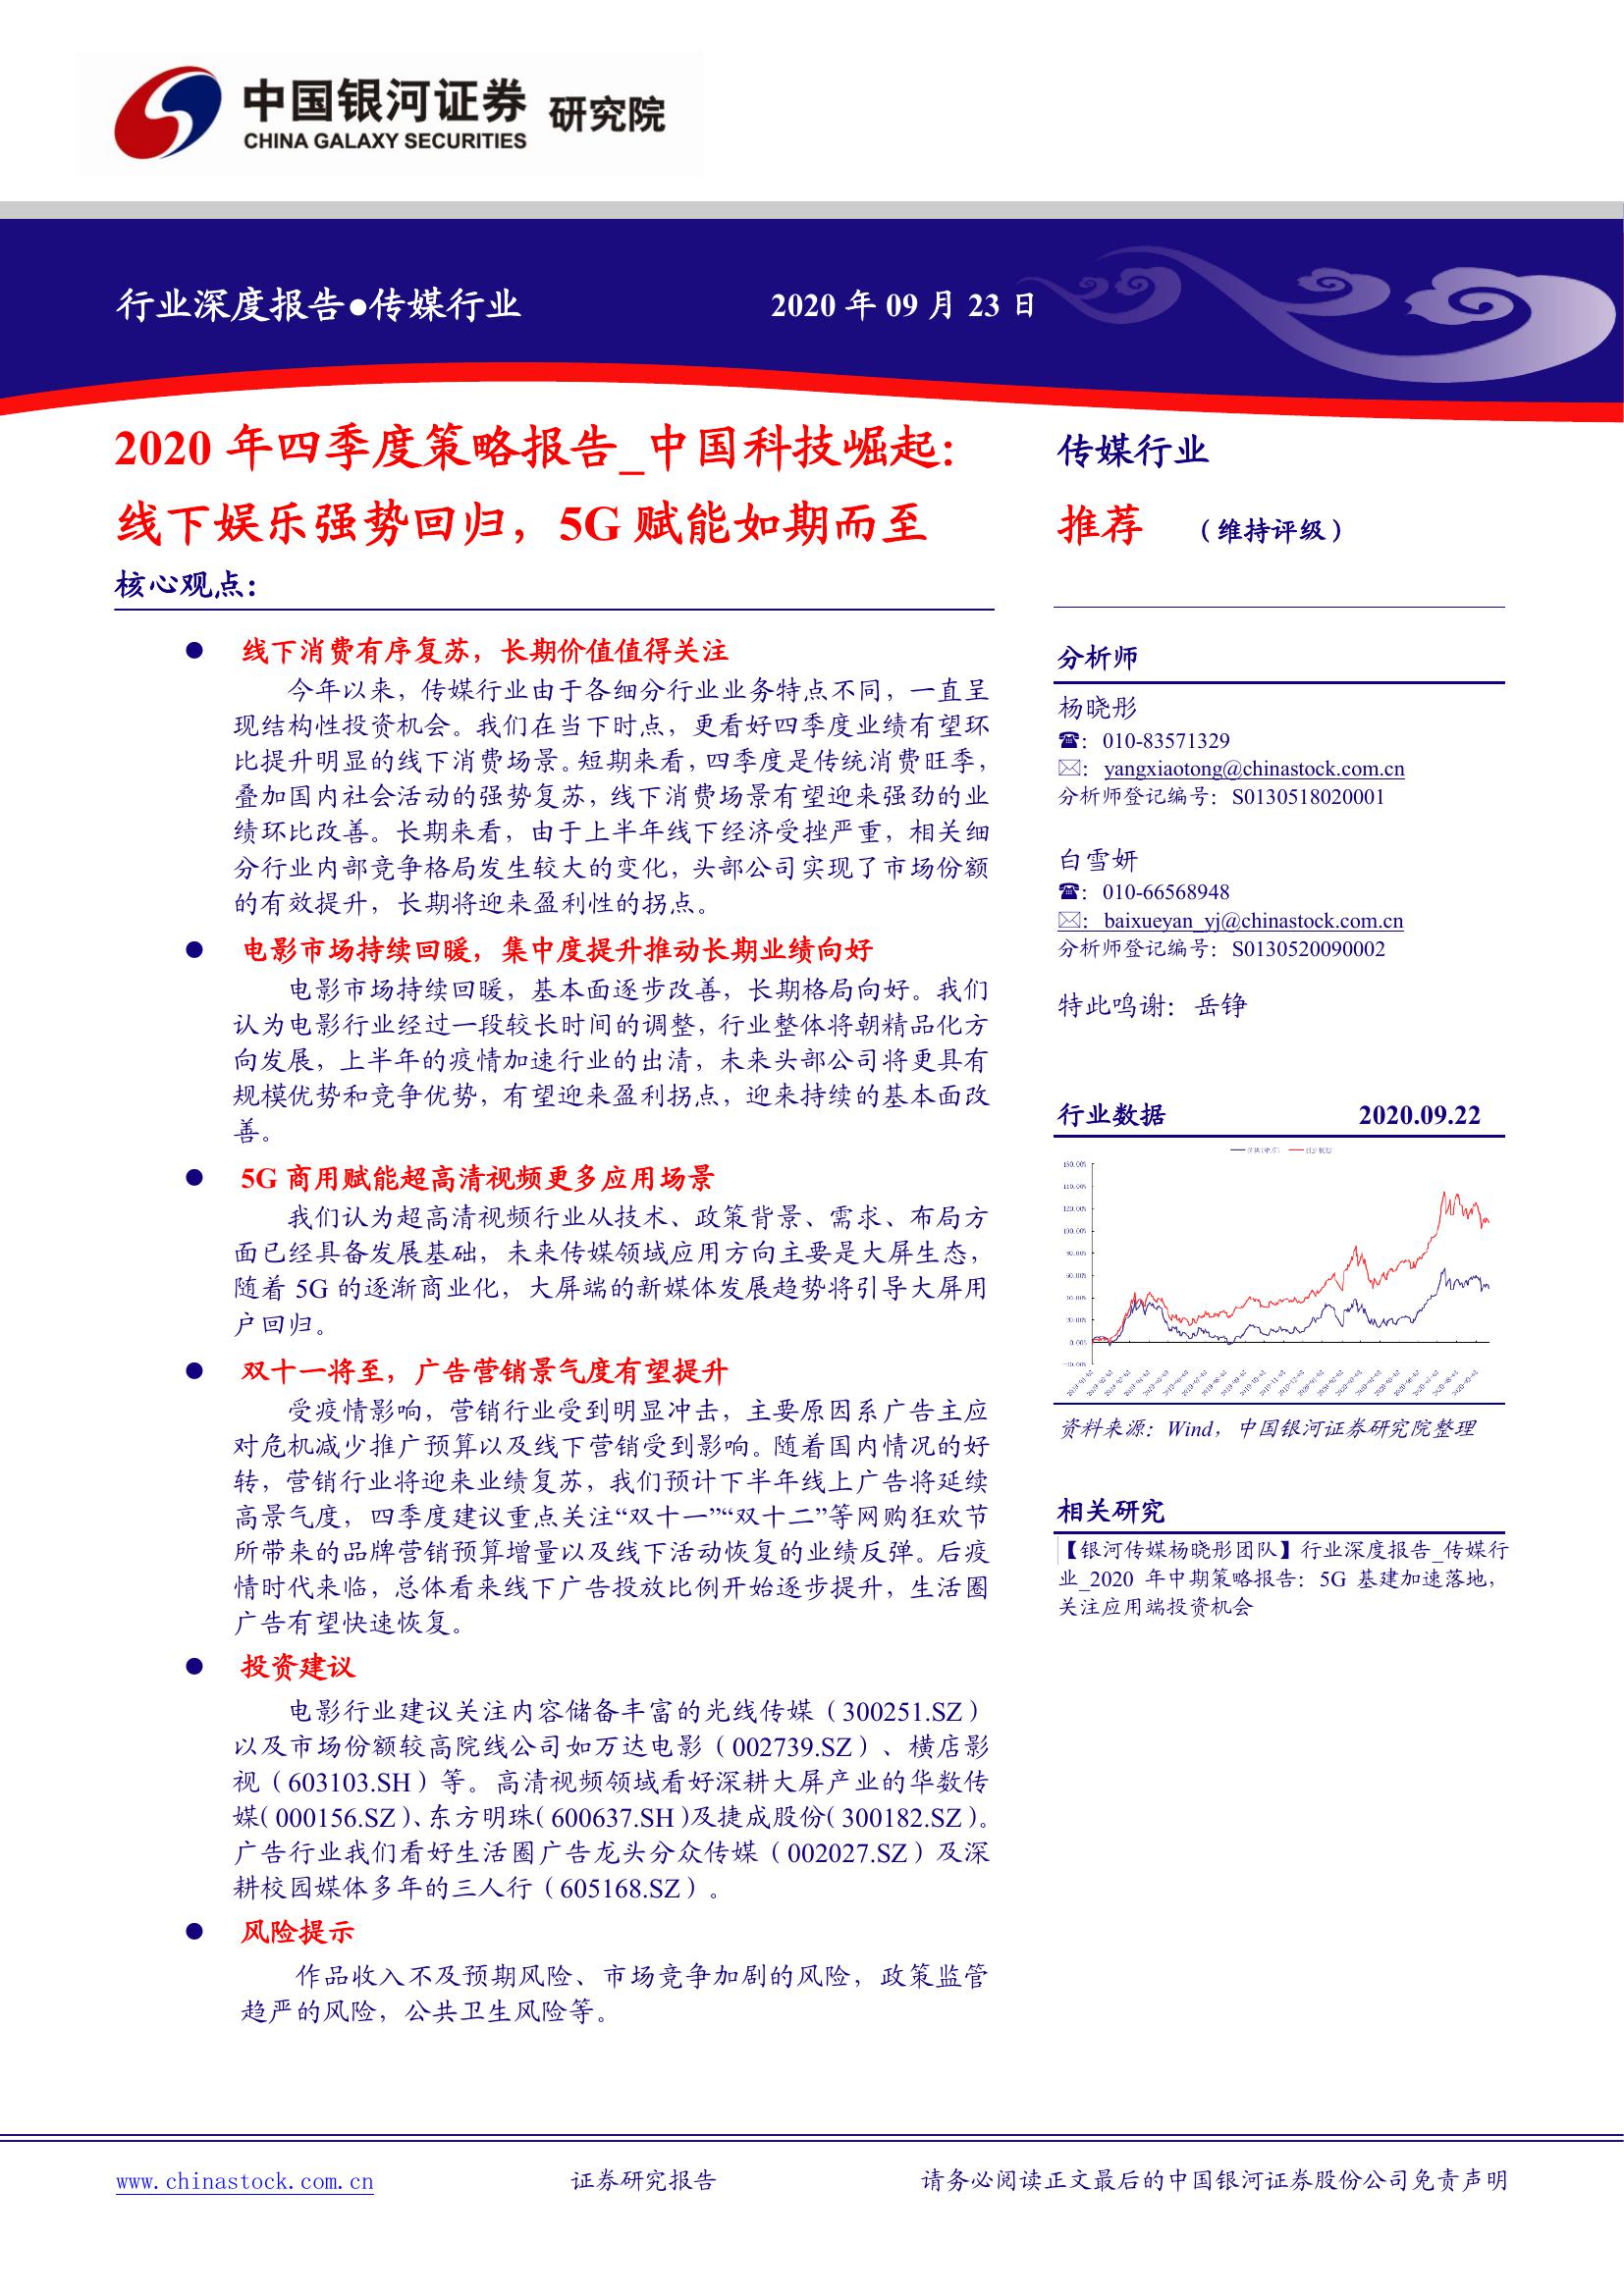 中国银河证券 研究院
CHINA GALAXY SECURITIES
行业深度报告●传媒行业 2020 年 09 月 23 日
2020 年四季度策略报告_中国科技崛起：
线下娱乐强势回归，5G 赋能如期而至
核心观点：
● 线下消费有序复苏，长期价值值得关注
今年以来，传媒行业由于各细分行业业务特点不同，一直呈
现结构性投资机会。我们在当下时点，更看好四季度业绩有望环
比提升明显的线下消费场景。短期来看，四季度是传统消费旺季，
叠加国内社会活动的强势复苏，线下消费场景有望迎来强劲的业
绩环比改善。长期来看，由于上半年线下经济受挫严重，相关细
分行业内部竞争格局发生较大的变化，头部公司实现了市场份额
的有效提升，长期将迎来盈利性的拐点。
● 电影市场持续回暖，集中度提升推动长期业绩向好
电影市场持续回暖，基本面逐步改善，长期格局向好。我们
认为电影行业经过一段较长时间的调整，行业整体将朝精品化方
向发展，上半年的疫情加速行业的出清，未来头部公司将更具有
规模优势和竞争优势，有望迎来盈利拐点，迎来持续的基本面改
善。
● 5G 商用赋能超高清视频更多应用场景
我们认为超高清视频行业从技术、政策背景、需求、布局方
面已经具备发展基础，未来传媒领域应用方向主要是大屏生态，
随着 5G 的逐渐商业化，大屏端的新媒体发展趋势将引导大屏用
户回归。
● 双十一将至，广告营销景气度有望提升
受疫情影响，营销行业受到明显冲击，主要原因系广告主应
对危机减少推广预算以及线下营销受到影响。随着国内情况的好
转，营销行业将迎来业绩复苏，我们预计下半年线上广告将延续
高景气度，四季度建议重点关注“双十一”“双十二”等网购狂欢节
所带来的品牌营销预算增量以及线下活动恢复的业绩反弹。后疫
情时代来临，总体看来线下广告投放比例开始逐步提升，生活圈
广告有望快速恢复。
● 投资建议
电影行业建议关注内容储备丰富的光线传媒（300251.SZ）
以及市场份额较高院线公司如万达电影（002739.SZ）、横店影
视（603103.SH）等。高清视频领域看好深耕大屏产业的华数传
媒（000156.SZ）、东方明珠（600637.SH）及捷成股份（300182.SZ）。
广告行业我们看好生活圈广告龙头分众传媒（002027.SZ）及深
耕校园媒体多年的三人行（605168.SZ）。
● 风险提示
作品收入不及预期风险、市场竞争加剧的风险，政策监管
趋严的风险，公共卫生风险等。
传媒行业
推荐 （维持评级）
分析师
杨晓彤
☎：010-83571329
✉：yangxiaotong@chinastock.com.cn
分析师登记编号：S0130518020001
白雪妍
☎：010-66568948
✉：baixueyan_yj@chinastock.com.cn
分析师登记编号：S0130520090002
特此鸣谢：岳铮
行业数据 2020.09.22
资料来源：Wind，中国银河证券研究院整理
相关研究
【银河传媒杨晓彤团队】行业深度报告_传媒行
业_2020 年中期策略报告：5G 基建加速落地，
关注应用端投资机会
www.chinastock.com.cn 证券研究报告 请务必阅读正文最后的中国银河证券股份公司免责声明